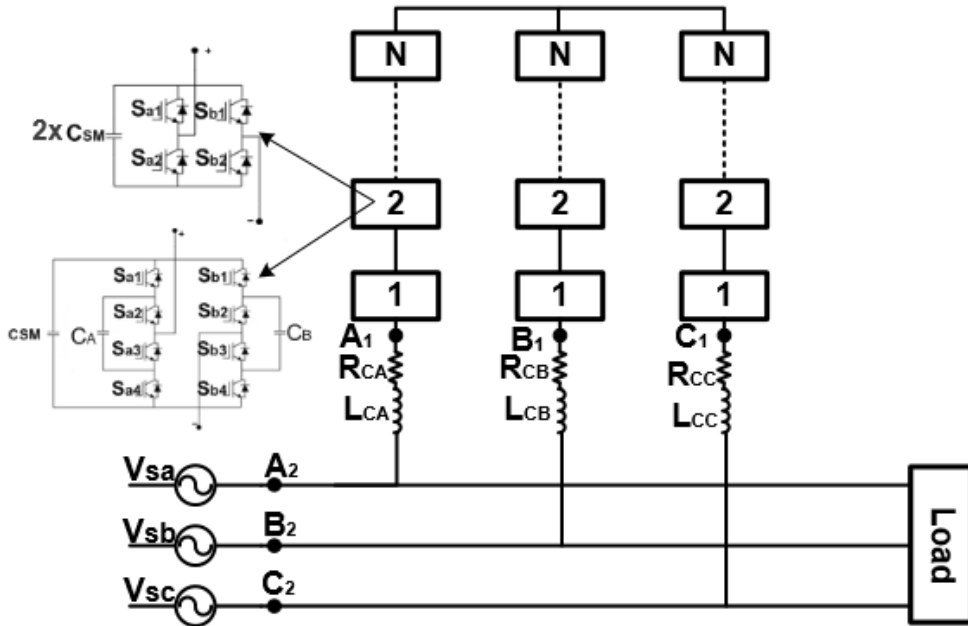 N N N
+
Sa1 Sb1
2x CSM
Sa2 Sb2
-
2 2 2
+
Sa1 Sb1
Sa2 Sb2
CSM CA CB
Sa3 Sb3
Sa4 Sb4
-
1 1 1
A1 B1 C1
RCA RCB RCC
LCA LCB LCC
Vsa A2
Vsb B2
Vsc C2
Load